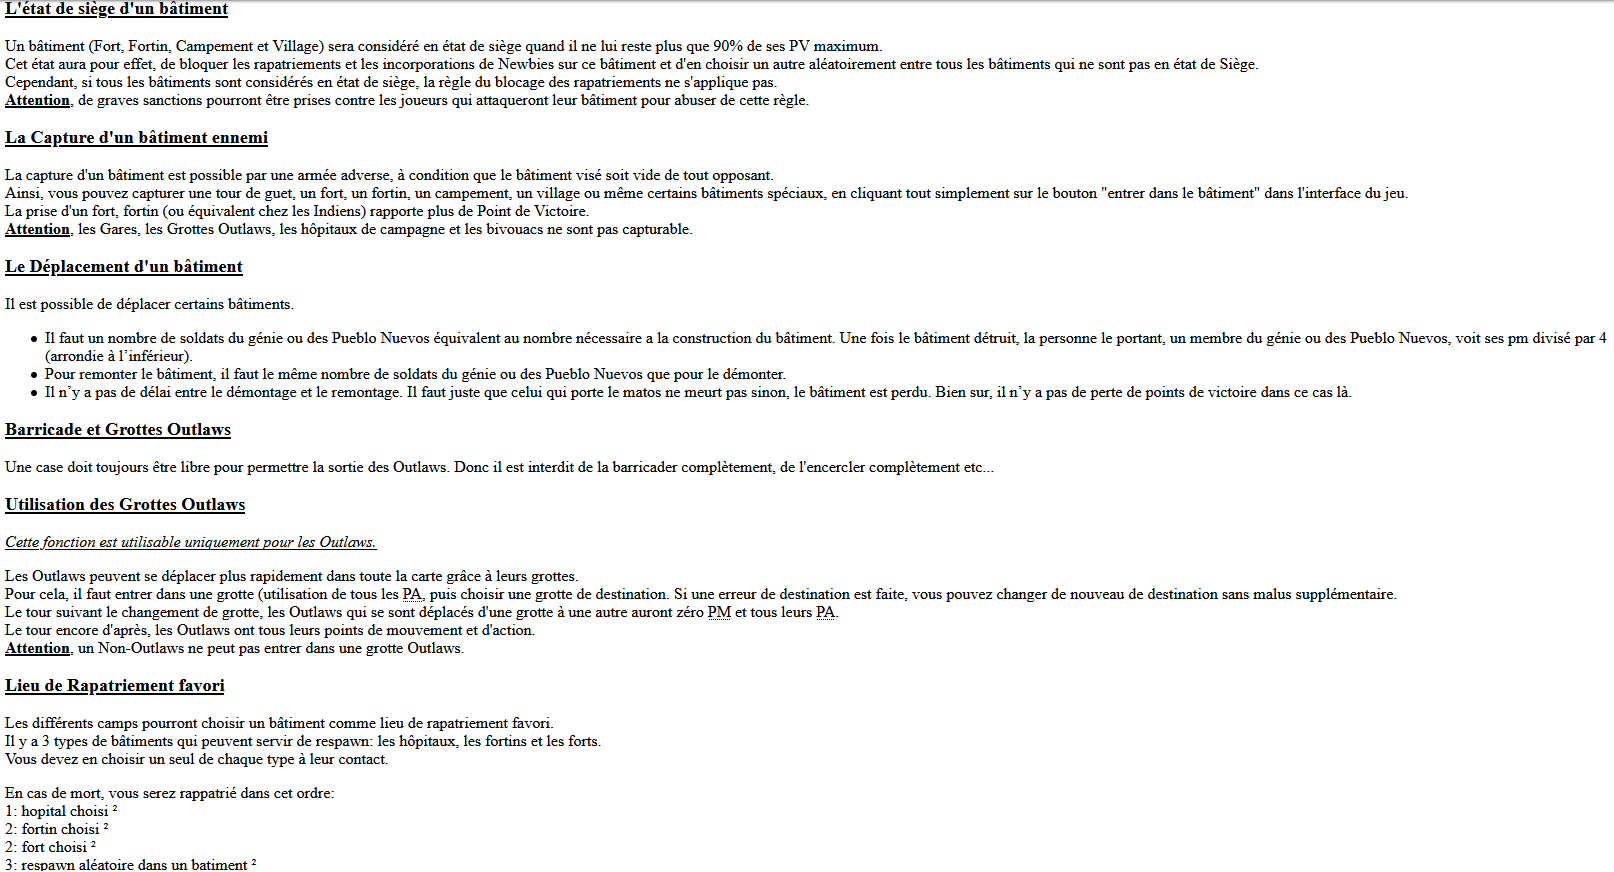 L'état de siège d'un bâtiment
Un bâtiment (Fort, Fortin, Campement et Village) sera considéré en état de siège quand il ne lui reste plus que 90% de ses PV maximum.
Cet état aura pour effet, de bloquer les rapatriements et les incorporations de Newbies sur ce bâtiment et d'en choisir un autre aléatoirement entre tous les bâtiments qui ne sont pas en état de Siège.
Cependant, si tous les bâtiments sont considérés en état de siège, la règle du blocage des rapatriements ne s'applique pas.
Attention, de graves sanctions pourront être prises contre les joueurs qui attaqueront leur bâtiment pour abuser de cette règle.
La Capture d'un bâtiment ennemi
La capture d'un bâtiment est possible par une armée adverse, à condition que le bâtiment visé soit vide de tout opposant.
Ainsi, vous pouvez capturer une tour de guet, un fort, un fortin, un campement, un village ou même certains bâtiments spéciaux, en cliquant tout simplement sur le bouton "entrer dans le bâtiment" dans l'interface du jeu.
La prise d'un fort, fortin (ou équivalent chez les Indiens) rapporte plus de Point de Victoire.
Attention, les Gares, les Grottes Outlaws, les hôpitaux de campagne et les bivouacs ne sont pas capturable.
Le Déplacement d'un bâtiment
Il est possible de déplacer certains bâtiments.
• Il faut un nombre de soldats du génie ou des Pueblo Nuevos équivalent au nombre nécessaire a la construction du bâtiment. Une fois le bâtiment détruit, la personne le portant, un membre du génie ou des Pueblo Nuevos, voit ses pm divisé par 4
(arrondie à l’inférieur).
• Pour remonter le bâtiment, il faut le même nombre de soldats du génie ou des Pueblo Nuevos que pour le démonter.
• Il n’y a pas de délai entre le démontage et le remontage. Il faut juste que celui qui porte le matos ne meurt pas sinon, le bâtiment est perdu. Bien sur, il n’y a pas de perte de points de victoire dans ce cas là.
Barricade et Grottes Outlaws
Une case doit toujours être libre pour permettre la sortie des Outlaws. Donc il est interdit de la barricader complètement, de l'encercler complètement etc...
Utilisation des Grottes Outlaws
Cette fonction est utilisable uniquement pour les Outlaws.
Les Outlaws peuvent se déplacer plus rapidement dans toute la carte grâce à leurs grottes.
Pour cela, il faut entrer dans une grotte (utilisation de tous les PA, puis choisir une grotte de destination. Si une erreur de destination est faite, vous pouvez changer de nouveau de destination sans malus supplémentaire.
Le tour suivant le changement de grotte, les Outlaws qui se sont déplacés d'une grotte à une autre auront zéro PM et tous leurs PA.
Le tour encore d'après, les Outlaws ont tous leurs points de mouvement et d'action.
Attention, un Non-Outlaws ne peut pas entrer dans une grotte Outlaws.
Lieu de Rapatriement favori
Les différents camps pourront choisir un bâtiment comme lieu de rapatriement favori.
Il y a 3 types de bâtiments qui peuvent servir de respawn: les hôpitaux, les fortins et les forts.
Vous devez en choisir un seul de chaque type à leur contact.
En cas de mort, vous serez rappatrié dans cet ordre:
1: hopital choisi ²
2: fortin choisi ²
2: fort choisi ²
3: respawn aléatoire dans un batiment ²